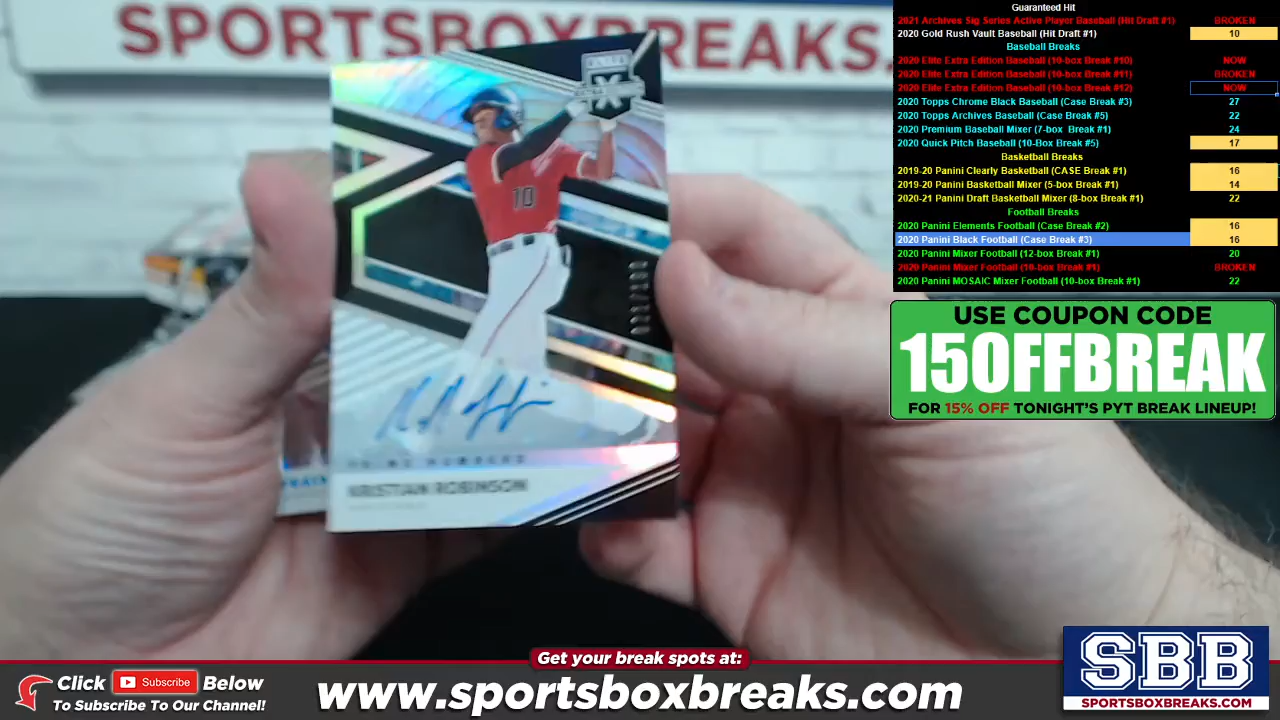 SPORTSBOXBREAKS.
10
KRISTIAN ROBINSON
Guaranteed Hit
2021 Archives Sig Series Active Player Baseball (Hit Draft #1) BROKEN
2020 Gold Rush Vault Baseball (Hit Draft #1) 10
Baseball Breaks
2020 Elite Extra Edition Baseball (10-box Break #10) NOW
2020 Elite Extra Edition Baseball (10-box Break #11) BROKEN
2020 Elite Extra Edition Baseball (10-box Break #12) NOW
2020 Topps Chrome Black Baseball (Case Break #3) 27
2020 Topps Archives Baseball (Case Break #5) 22
2020 Premium Baseball Mixer (7-box Break #1) 24
2020 Quick Pitch Baseball (10-Box Break #5) 17
Basketball Breaks
2019-20 Panini Clearly Basketball (CASE Break #1) 16
2019-20 Panini Basketball Mixer (5-box Break #1) 14
2020-21 Panini Draft Basketball Mixer (8-box Break #1) 22
Football Breaks
2020 Panini Elements Football (Case Break #2) 16
2020 Panini Black Football (Case Break #3) 16
2020 Panini Mixer Football (12-box Break #1) 20
2020 Panini Mixer Football (10-box Break #1) BROKEN
2020 Panini MOSAIC Mixer Football (10-box Break #1) 22
USE COUPON CODE
15OFFBREAK
FOR 15% OFF TONIGHT'S PYT BREAK LINEUP!
Get your break spots at:
Click Subscribe Below
To Subscribe To Our Channel!
www.sportsboxbreaks.com
SBB
SPORTSBOXBREAKS.COM